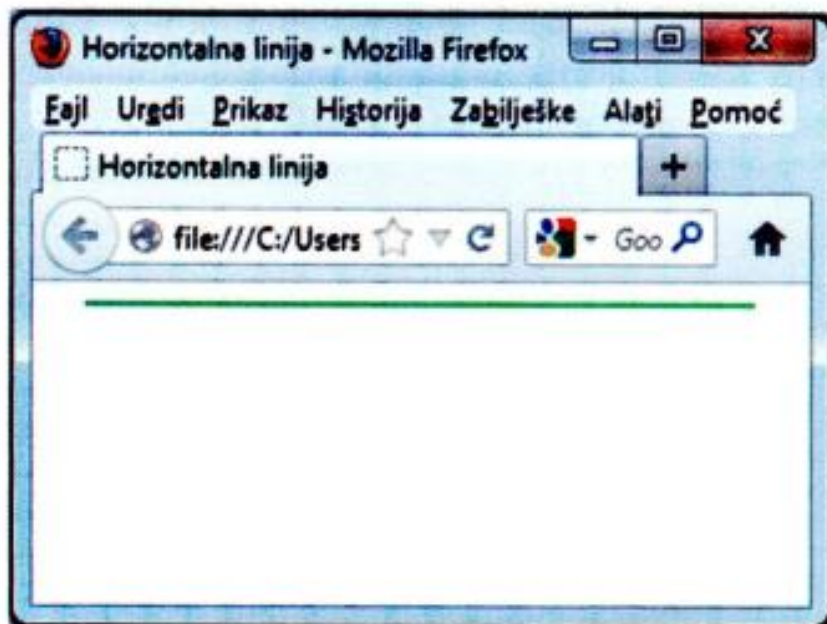 Horizontalna linija - Mozilla Firefox
Fajl Uredi Prikaz Historija Zabilješke Alati Pomoć
Horizontalna linija
file:///C:/Users Goo